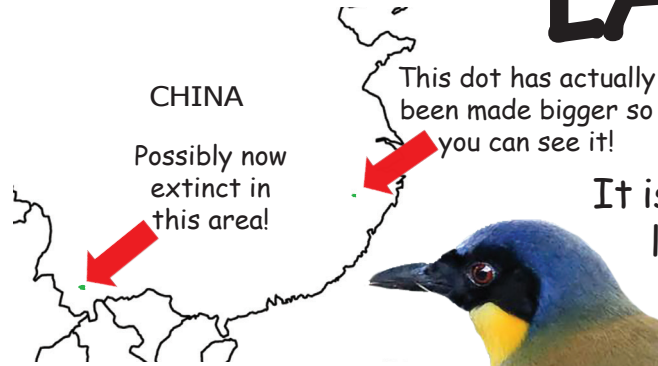 LA
CHINA
This dot has actually
been made bigger so
you can see it!
Possibly now
extinct in
this area!
It is